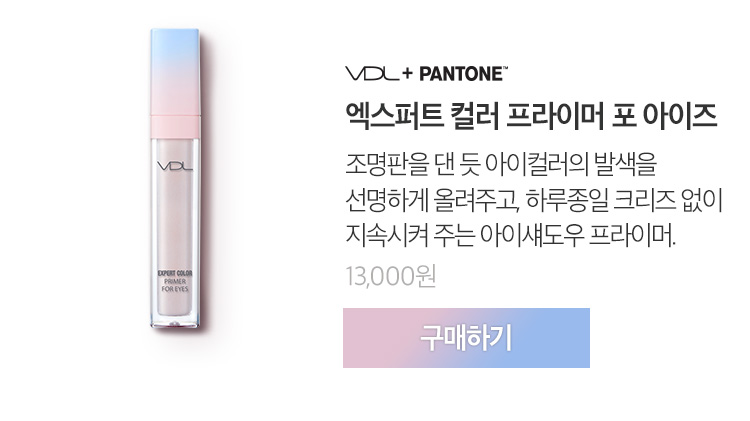 VDL
EXPERT COLOR
PRIMER
FOR EYES
VDL + PANTONE™
엑스퍼트 컬러 프라이머 포 아이즈
조명판을 댄 듯 아이컬러의 발색을
선명하게 올려주고, 하루종일 크리즈 없이
지속시켜 주는 아이섀도우 프라이머.
13,000원
구매하기